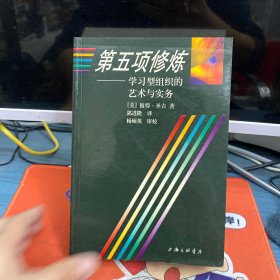 第五项修炼
——学习型组织的
艺术与实务
[美] 彼得·圣吉 著
郭进隆 译
杨硕英 审校
上海三联书店